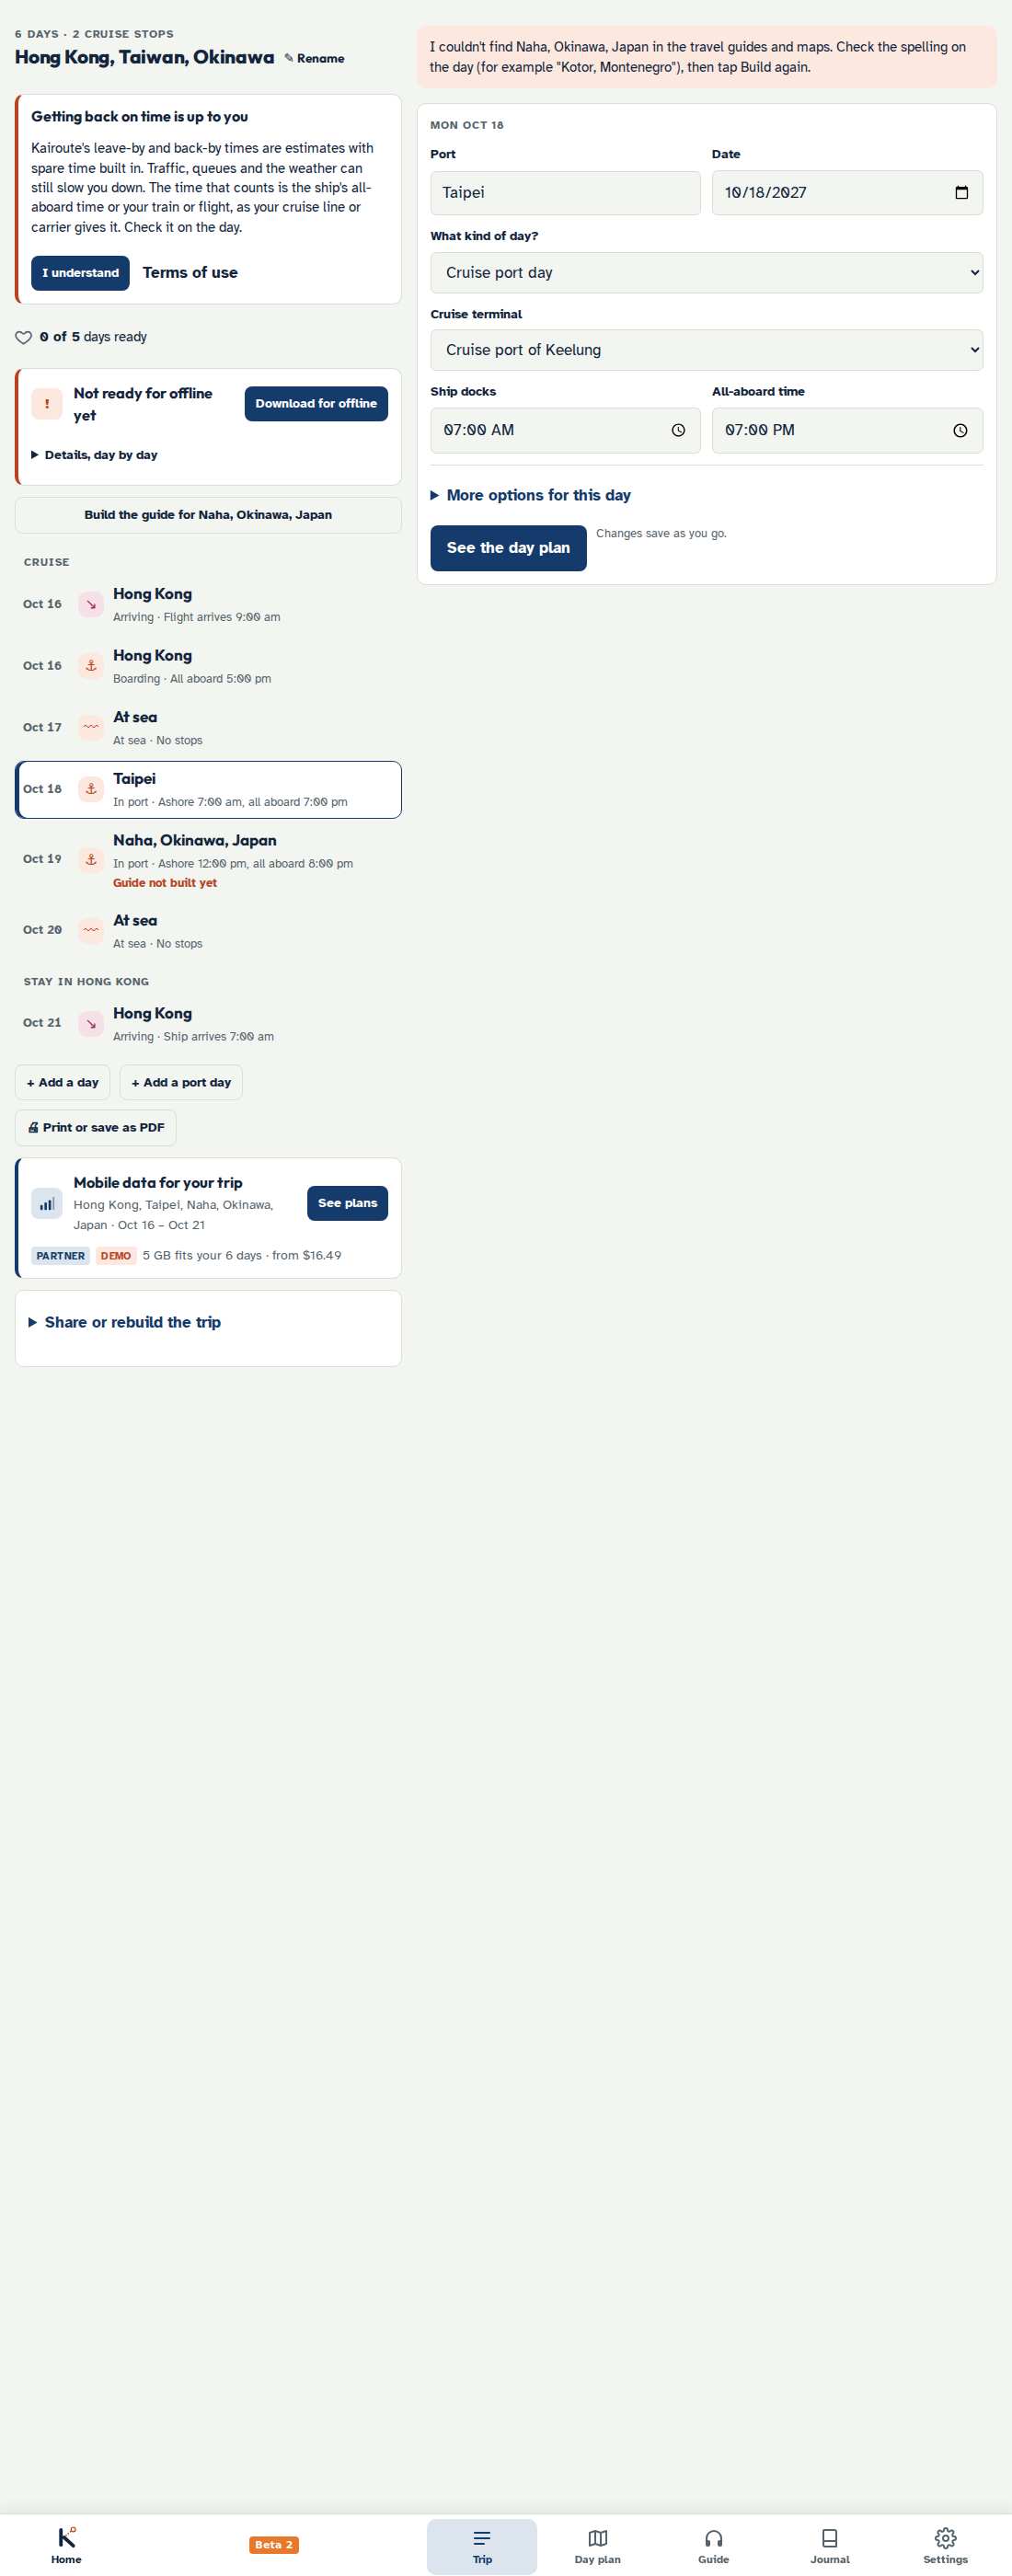 6 DAYS · 2 CRUISE STOPS
Hong Kong, Taiwan, Okinawa ✎ Rename
Getting back on time is up to you
Kairoute's leave-by and back-by times are estimates with
spare time built in. Traffic, queues and the weather can
still slow you down. The time that counts is the ship's all-
aboard time or your train or flight, as your cruise line or
carrier gives it. Check it on the day.
I understand Terms of use
0 of 5 days ready
! Not ready for offline
yet
Download for offline
▶ Details, day by day
Build the guide for Naha, Okinawa, Japan
CRUISE
Oct 16 Hong Kong
Arriving · Flight arrives 9:00 am
Oct 16 Hong Kong
Boarding · All aboard 5:00 pm
Oct 17 At sea
At sea · No stops
Oct 18 Taipei
In port · Ashore 7:00 am, all aboard 7:00 pm
Oct 19 Naha, Okinawa, Japan
In port · Ashore 12:00 pm, all aboard 8:00 pm
Guide not built yet
Oct 20 At sea
At sea · No stops
STAY IN HONG KONG
Oct 21 Hong Kong
Arriving · Ship arrives 7:00 am
+ Add a day + Add a port day
Print or save as PDF
Mobile data for your trip
Hong Kong, Taipei, Naha, Okinawa,
Japan · Oct 16 – Oct 21
See plans
PARTNER DEMO 5 GB fits your 6 days · from $16.49
▶ Share or rebuild the trip
I couldn't find Naha, Okinawa, Japan in the travel guides and maps. Check the spelling on
the day (for example "Kotor, Montenegro"), then tap Build again.
MON OCT 18
Port Date
Taipei 10/18/2027
What kind of day?
Cruise port day
Cruise terminal
Cruise port of Keelung
Ship docks All-aboard time
07:00 AM 07:00 PM
▶ More options for this day
See the day plan Changes save as you go.
Home Beta 2 Trip Day plan Guide Journal Settings